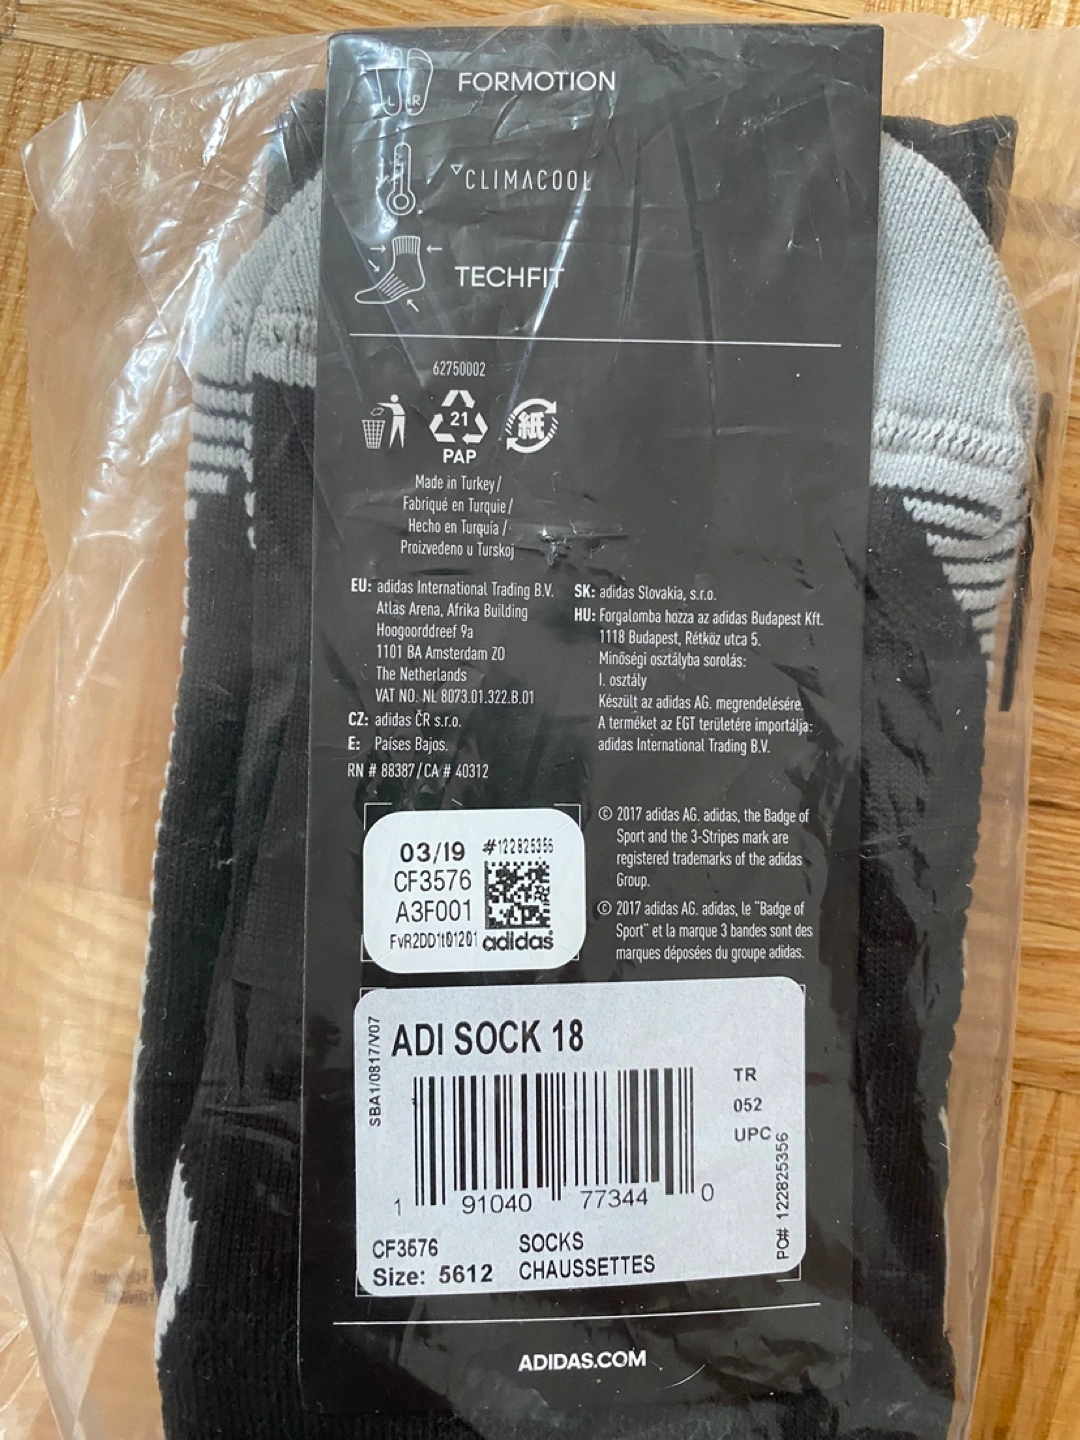 L R FORMOTION
CLIMACOOL
TECHFIT
62750002
21
紙
PAP
Made in Turkey/
Fabriqué en Turquie/
Hecho en Turquía/
Proizvedeno u Turskoj
EU: adidas International Trading B.V.
Atlas Arena, Afrika Building
Hoogoorddreef 9a
1101 BA Amsterdam ZO
The Netherlands
VAT NO. NL 8073.01.322.B.01
CZ: adidas ČR s.r.o.
E: Países Bajos.
RN # 88387/CA # 40312
SK: adidas Slovakia, s.r.o.
HU: Forgalomba hozza az adidas Budapest Kft.
1118 Budapest, Rétköz utca 5.
Minőségi osztályba sorolás:
I. osztály
Készült az adidas AG. megrendelésére.
A terméket az EGT területére importálja:
adidas International Trading B.V.
© 2017 adidas AG. adidas, the Badge of
Sport and the 3-Stripes mark are
registered trademarks of the adidas
Group.
© 2017 adidas AG. adidas, le "Badge of
Sport" et la marque 3 bandes sont des
marques déposées du groupe adidas.
03/19 #122825356
CF3576
A3F001
FvR2DD1t01201 adidas
SBA1/0817/V07
ADI SOCK 18
TR
052
UPC
PO# 122825356
1 91040 77344 0
CF3576 SOCKS
Size: 5612 CHAUSSETTES
ADIDAS.COM